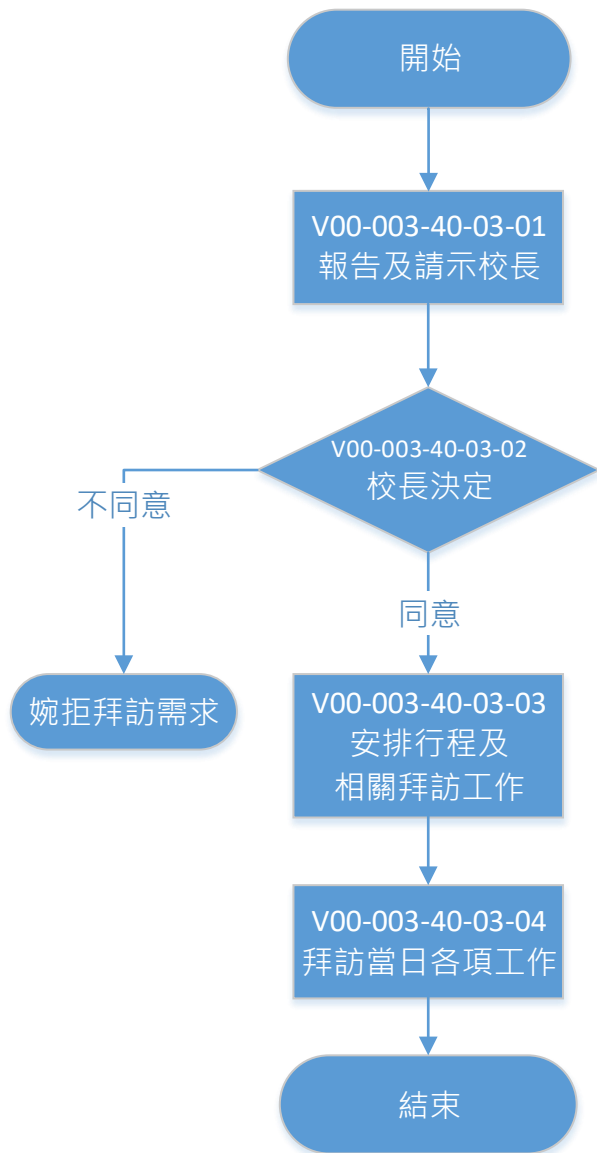 開始
V00-003-40-03-01
報告及請示校長
V00-003-40-03-02
校長決定
不同意
同意
婉拒拜訪需求
V00-003-40-03-03
安排行程及
相關拜訪工作
V00-003-40-03-04
拜訪當日各項工作
結束